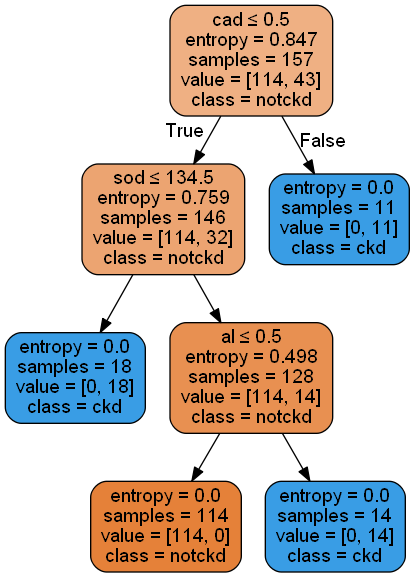 cad ≤ 0.5
entropy = 0.847
samples = 157
value = [114, 43]
class = notckd
True
False
sod ≤ 134.5
entropy = 0.759
samples = 146
value = [114, 32]
class = notckd
entropy = 0.0
samples = 11
value = [0, 11]
class = ckd
entropy = 0.0
samples = 18
value = [0, 18]
class = ckd
al ≤ 0.5
entropy = 0.498
samples = 128
value = [114, 14]
class = notckd
entropy = 0.0
samples = 114
value = [114, 0]
class = notckd
entropy = 0.0
samples = 14
value = [0, 14]
class = ckd